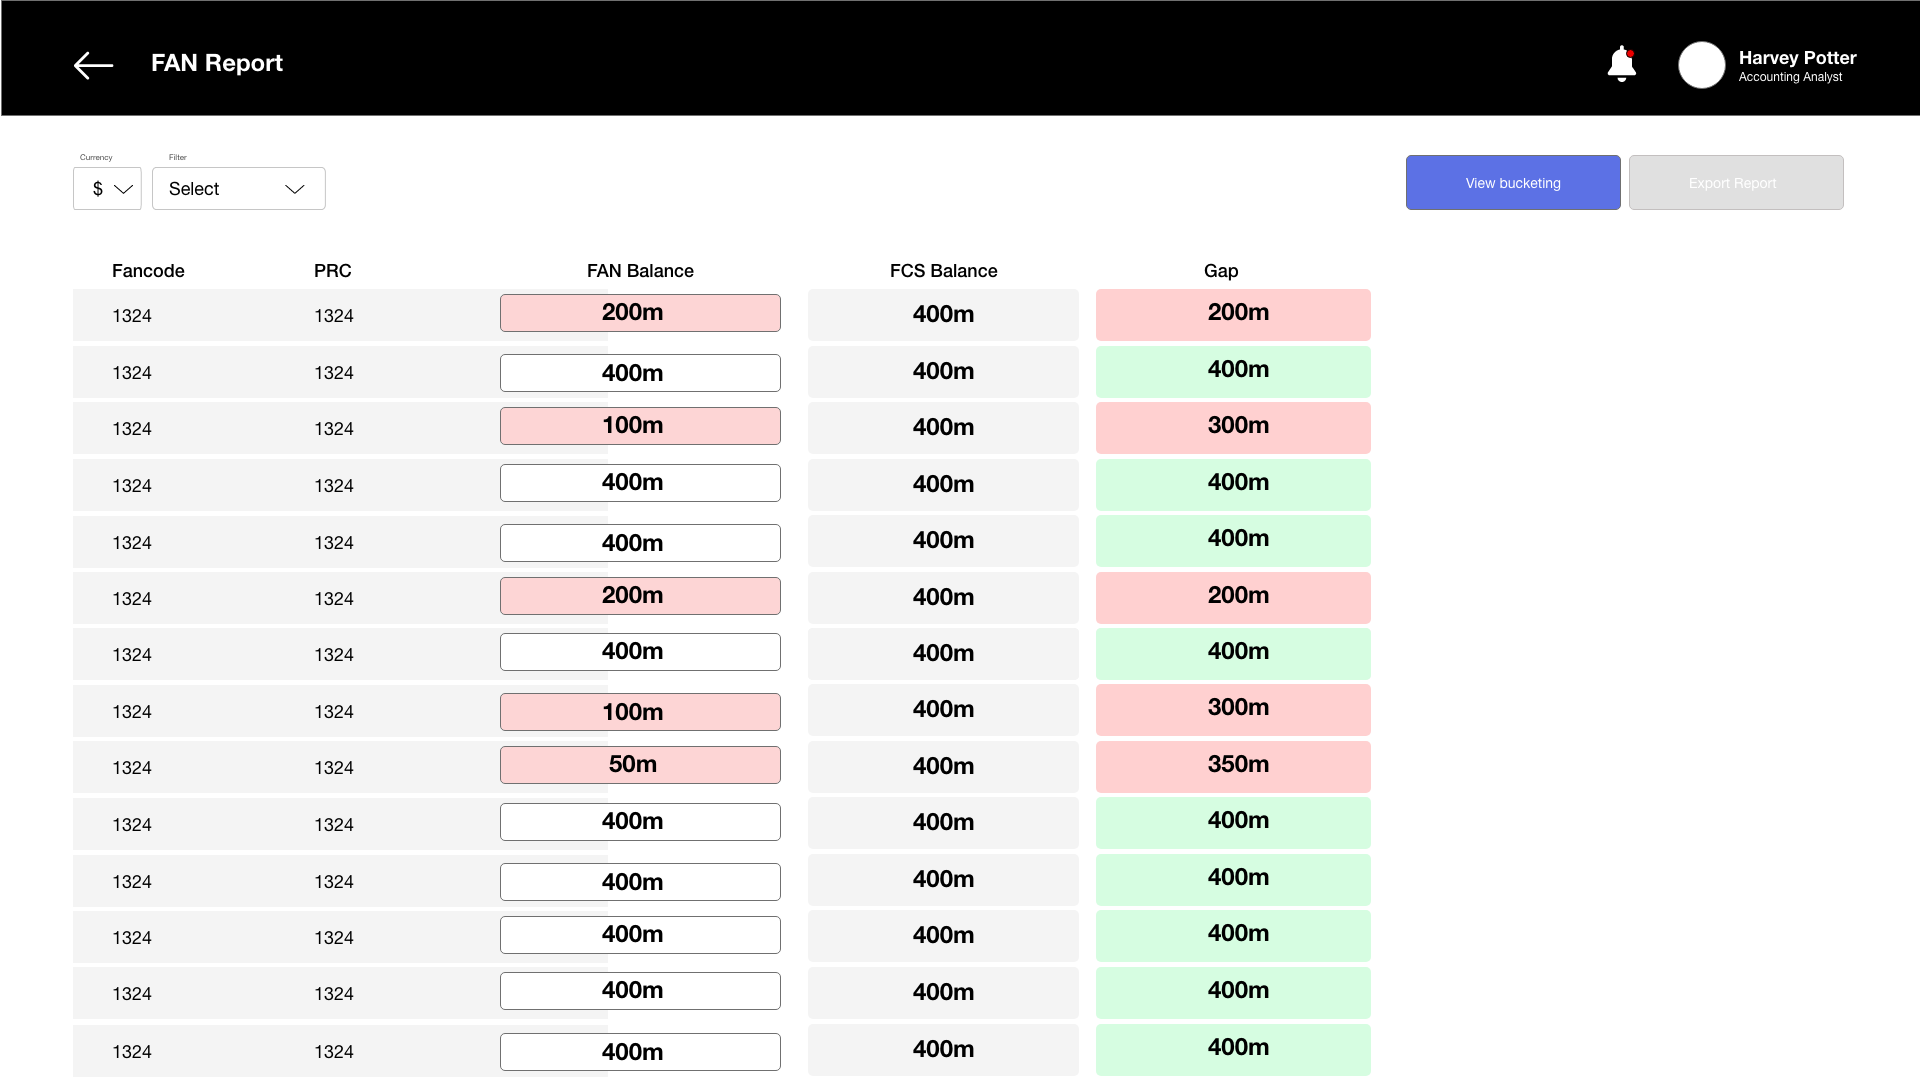 FAN Report
Harvey Potter
Accounting Analyst
Currency
Filter
$
Select
View bucketing
Export Report
Fancode PRC FAN Balance FCS Balance Gap
1324 1324 200m 400m 200m
1324 1324 400m 400m 400m
1324 1324 100m 400m 300m
1324 1324 400m 400m 400m
1324 1324 400m 400m 400m
1324 1324 200m 400m 200m
1324 1324 400m 400m 400m
1324 1324 100m 400m 300m
1324 1324 50m 400m 350m
1324 1324 400m 400m 400m
1324 1324 400m 400m 400m
1324 1324 400m 400m 400m
1324 1324 400m 400m 400m
1324 1324 400m 400m 400m